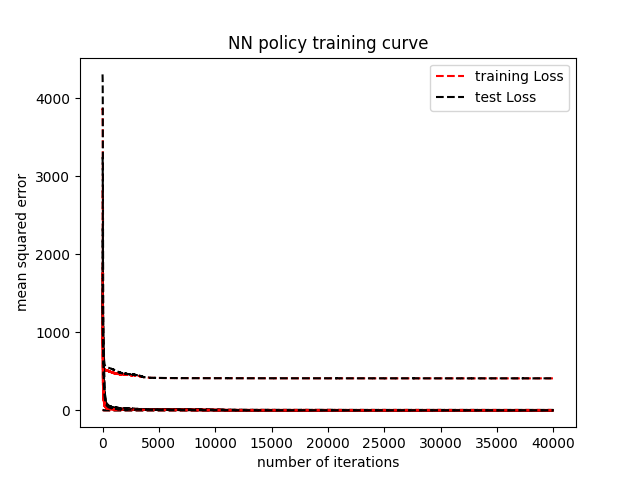 NN policy training curve
training Loss
test Loss
4000
3000
2000
1000
0
mean squared error
0 5000 10000 15000 20000 25000 30000 35000 40000
number of iterations